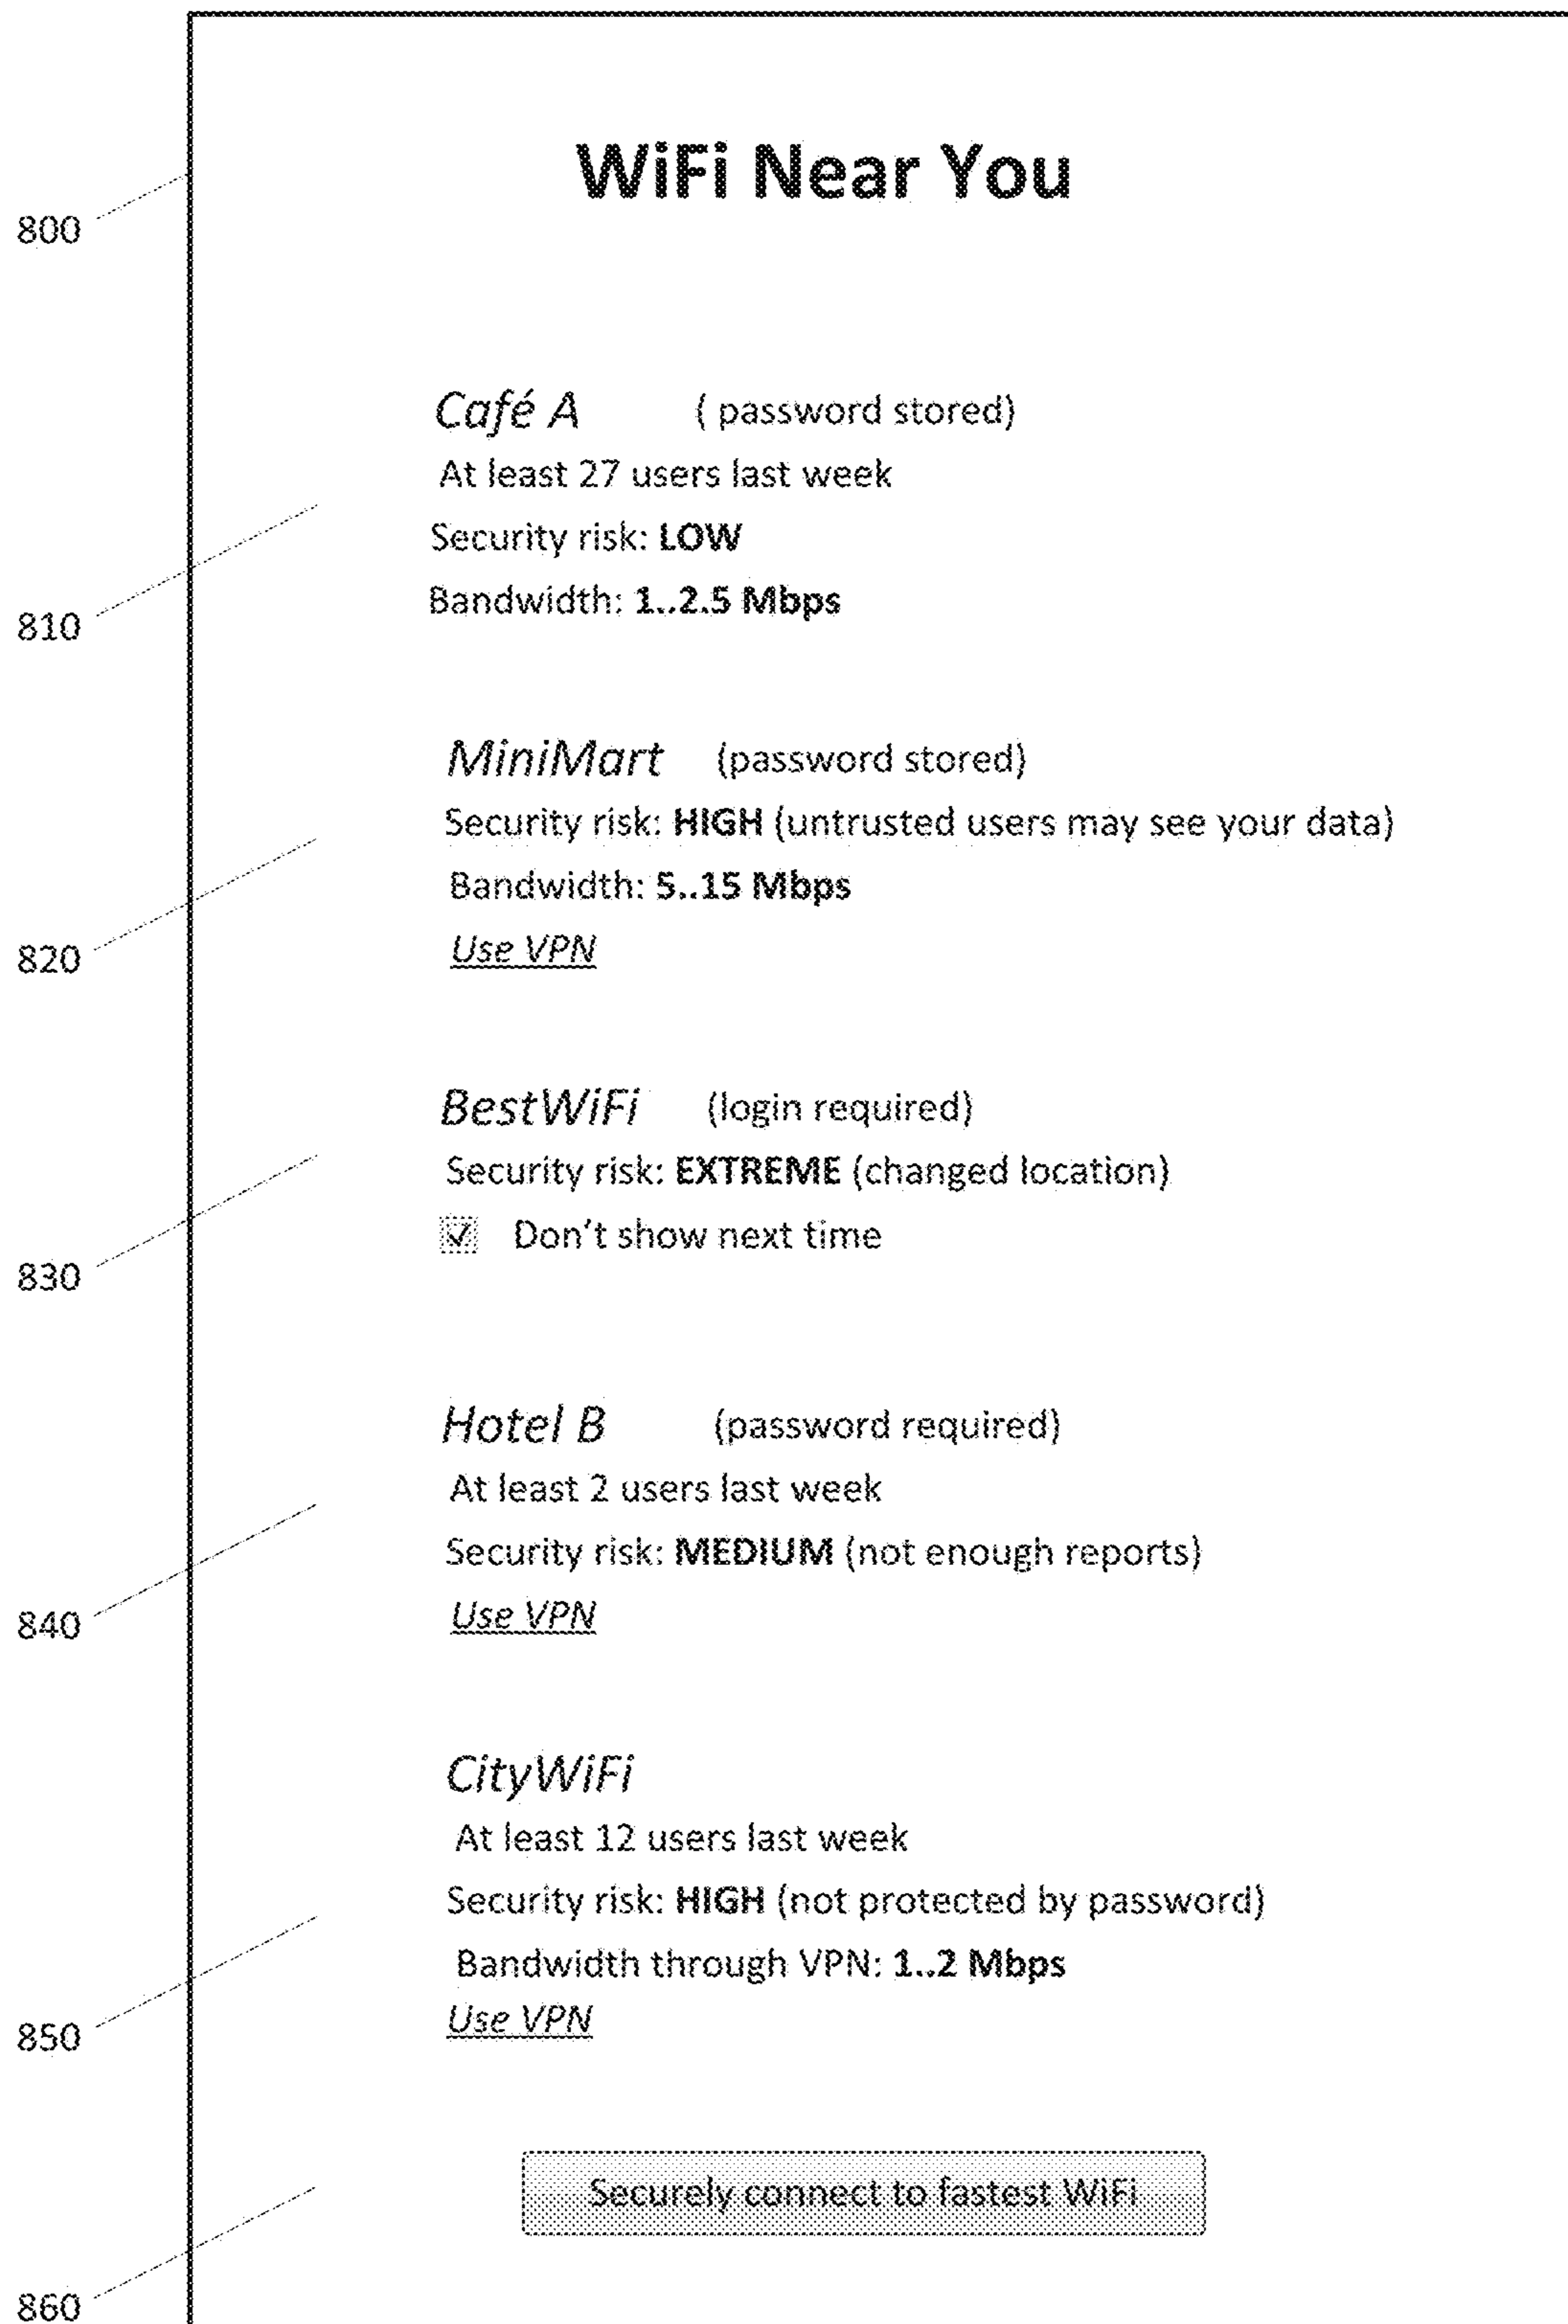 WiFi Near You
800
Café A ( password stored)
At least 27 users last week
Security risk: LOW
Bandwidth: 1..2.5 Mbps
810
MiniMart (password stored)
Security risk: HIGH (untrusted users may see your data)
Bandwidth: 5..15 Mbps
Use VPN
820
BestWiFi (login required)
Security risk: EXTREME (changed location)
Don't show next time
830
Hotel B (password required)
At least 2 users last week
Security risk: MEDIUM (not enough reports)
Use VPN
840
CityWiFi
At least 12 users last week
Security risk: HIGH (not protected by password)
Bandwidth through VPN: 1..2 Mbps
Use VPN
850
Securely connect to fastest WiFi
860